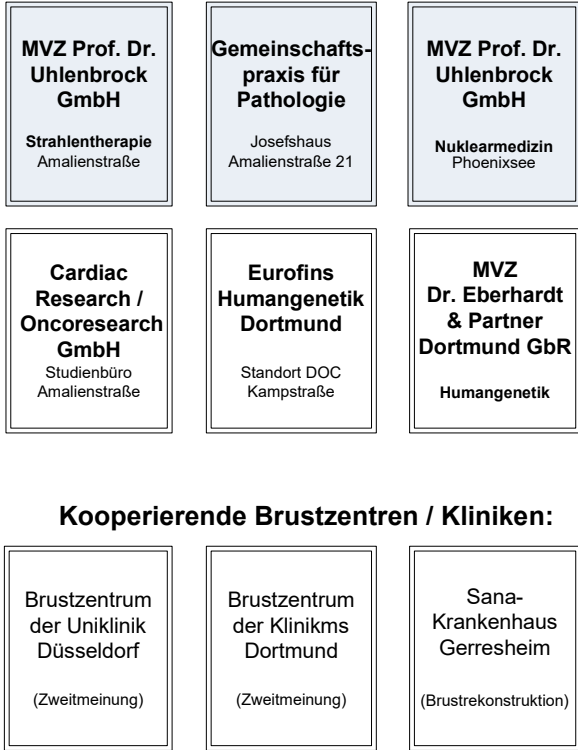 MVZ Prof. Dr.
Uhlenbrock
GmbH
Strahlentherapie
Amalienstraße
Gemeinschafts-
praxis für
Pathologie
Josefshaus
Amalienstraße 21
MVZ Prof. Dr.
Uhlenbrock
GmbH
Nuklearmedizin
Phoenixsee
Cardiac
Research /
Oncoresearch
GmbH
Studienbüro
Amalienstraße
Eurofins
Humangenetik
Dortmund
Standort DOC
Kampstraße
MVZ
Dr. Eberhardt
& Partner
Dortmund GbR
Humangenetik
Kooperierende Brustzentren / Kliniken:
Brustzentrum
der Uniklinik
Düsseldorf
(Zweitmeinung)
Brustzentrum
der Klinikms
Dortmund
(Zweitmeinung)
Sana-
Krankenhaus
Gerresheim
(Brustrekonstruktion)